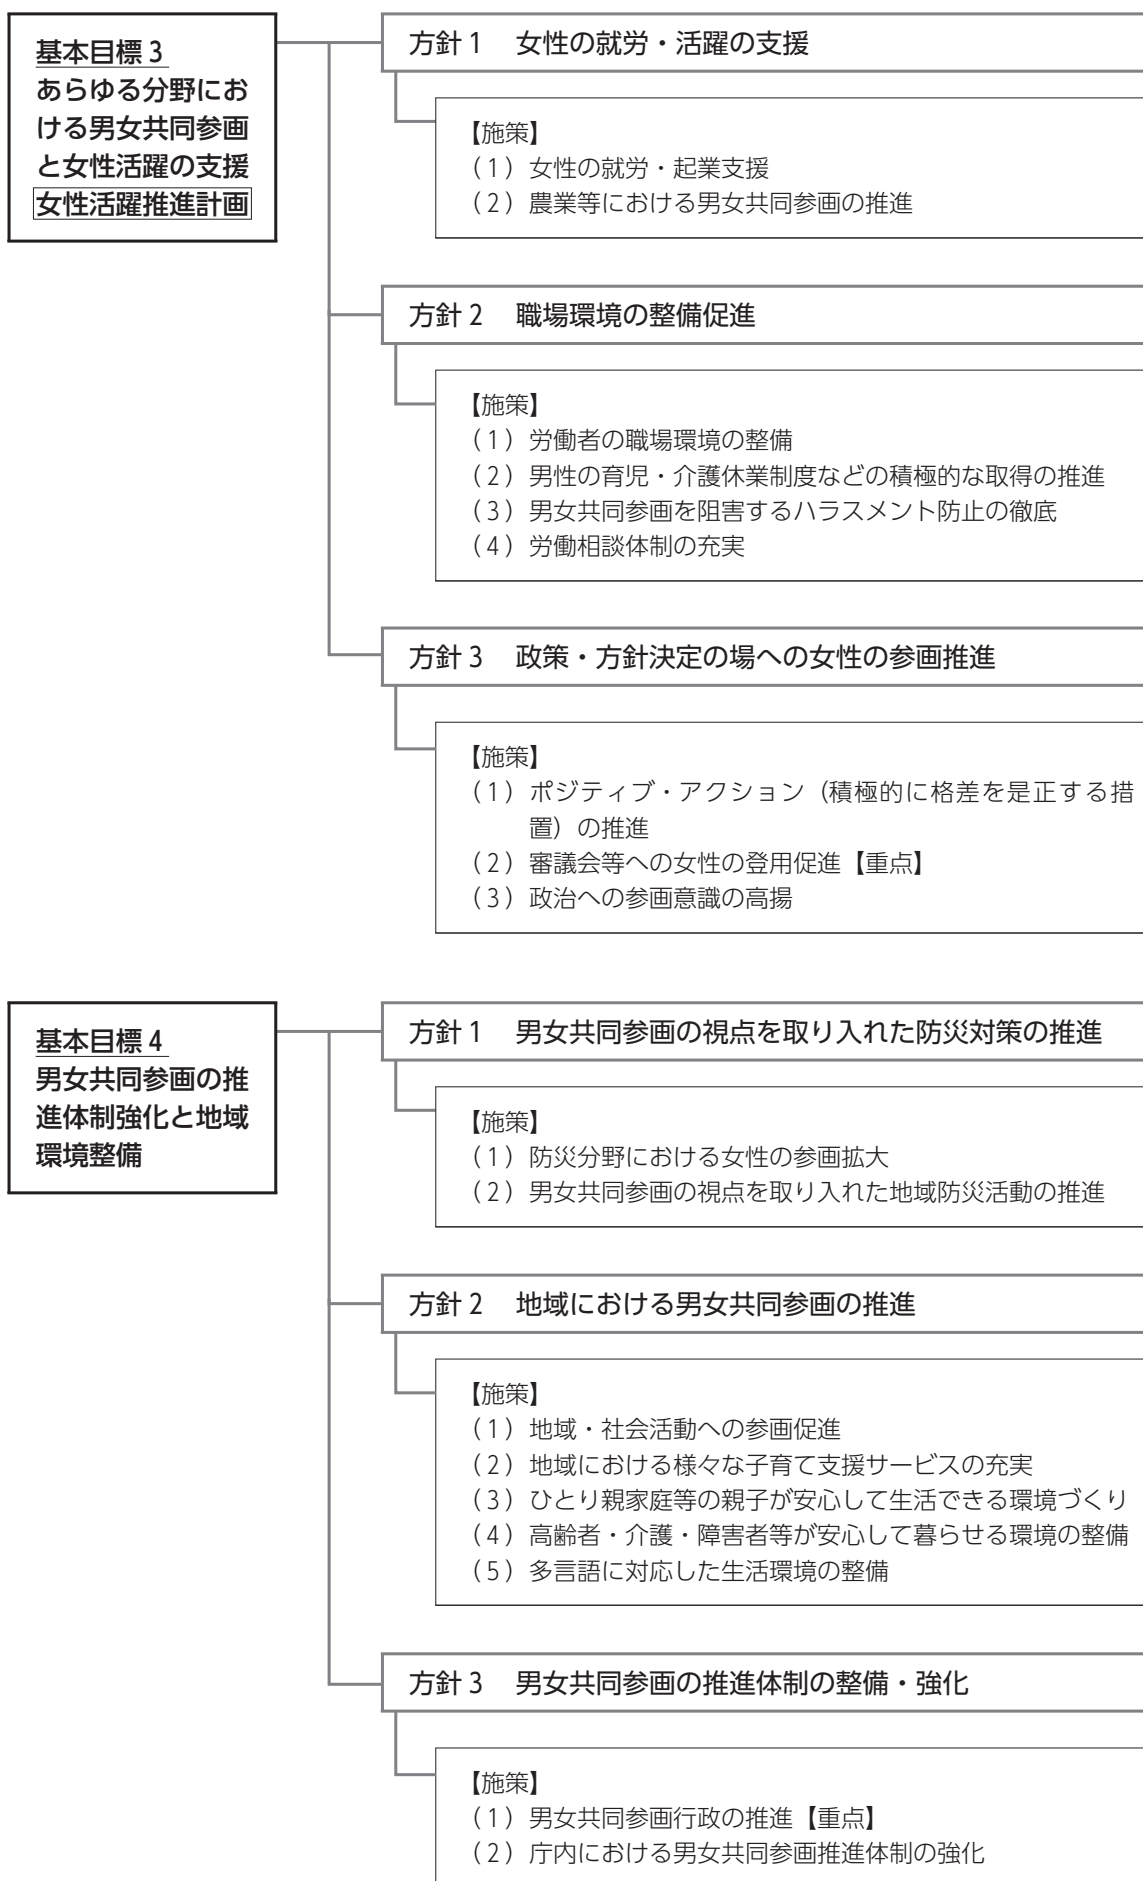 基本目標3
あらゆる分野にお
ける男女共同参画
と女性活躍の支援
女性活躍推進計画
方針1 女性の就労・活躍の支援
【施策】
（1）女性の就労・起業支援
（2）農業等における男女共同参画の推進
方針2 職場環境の整備促進
【施策】
（1）労働者の職場環境の整備
（2）男性の育児・介護休業制度などの積極的な取得の推進
（3）男女共同参画を阻害するハラスメント防止の徹底
（4）労働相談体制の充実
方針3 政策・方針決定の場への女性の参画推進
【施策】
（1）ポジティブ・アクション（積極的に格差を是正する措
置）の推進
（2）審議会等への女性の登用促進【重点】
（3）政治への参画意識の高揚
基本目標4
男女共同参画の推
進体制強化と地域
環境整備
方針1 男女共同参画の視点を取り入れた防災対策の推進
【施策】
（1）防災分野における女性の参画拡大
（2）男女共同参画の視点を取り入れた地域防災活動の推進
方針2 地域における男女共同参画の推進
【施策】
（1）地域・社会活動への参画促進
（2）地域における様々な子育て支援サービスの充実
（3）ひとり親家庭等の親子が安心して生活できる環境づくり
（4）高齢者・介護・障害者等が安心して暮らせる環境の整備
（5）多言語に対応した生活環境の整備
方針3 男女共同参画の推進体制の整備・強化
【施策】
（1）男女共同参画行政の推進【重点】
（2）庁内における男女共同参画推進体制の強化